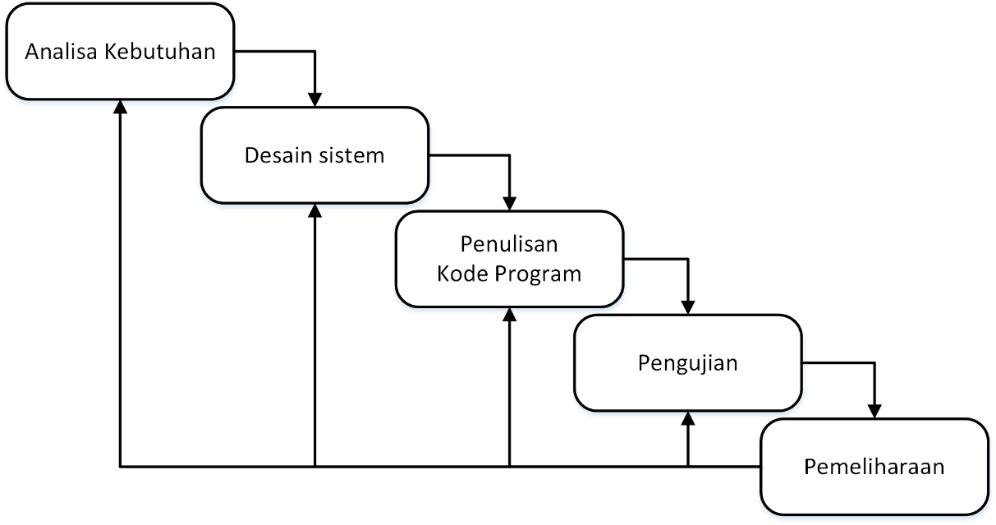 Analisa Kebutuhan
Desain sistem
Penulisan
Kode Program
Pengujian
Pemeliharaan